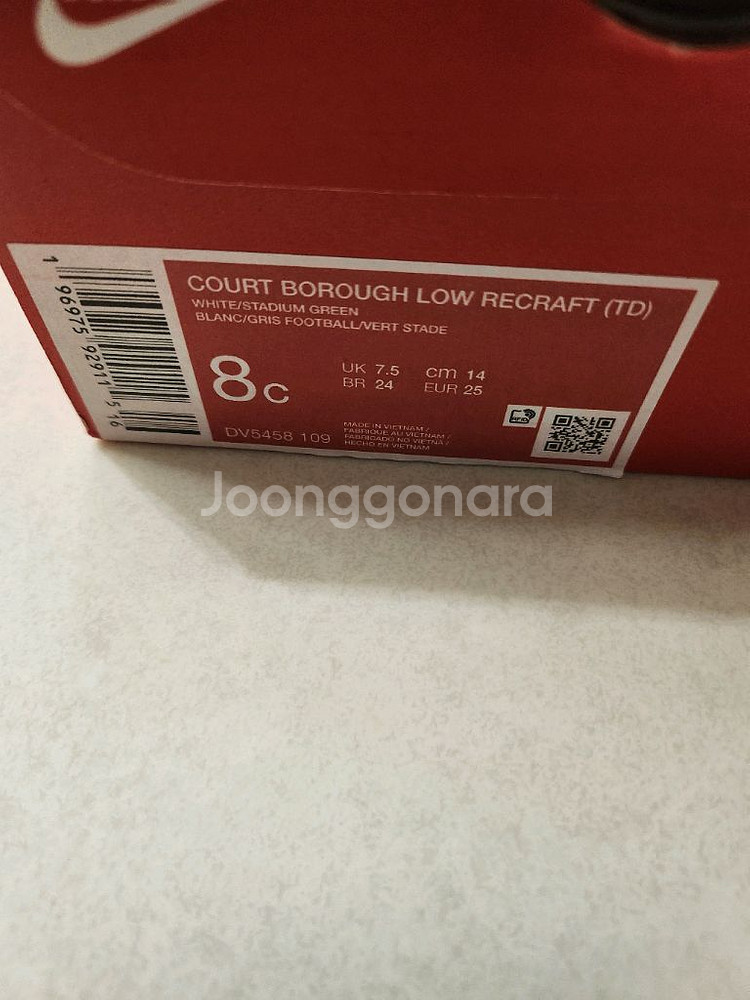 COURT BOROUGH LOW RECRAFT (TD)
WHITE/STADIUM GREEN
BLANC/GRIS FOOTBALL/VERT STADE
8C
UK 7.5 cm 14
BR 24 EUR 25
DV5458 109
MADE IN VIETNAM /
FABRIQUE AU VIETNAM /
FABRICADO NO VIETNÃ /
HECHO EN VIETNAM
1 96975 92911 5 16
Joonggonara